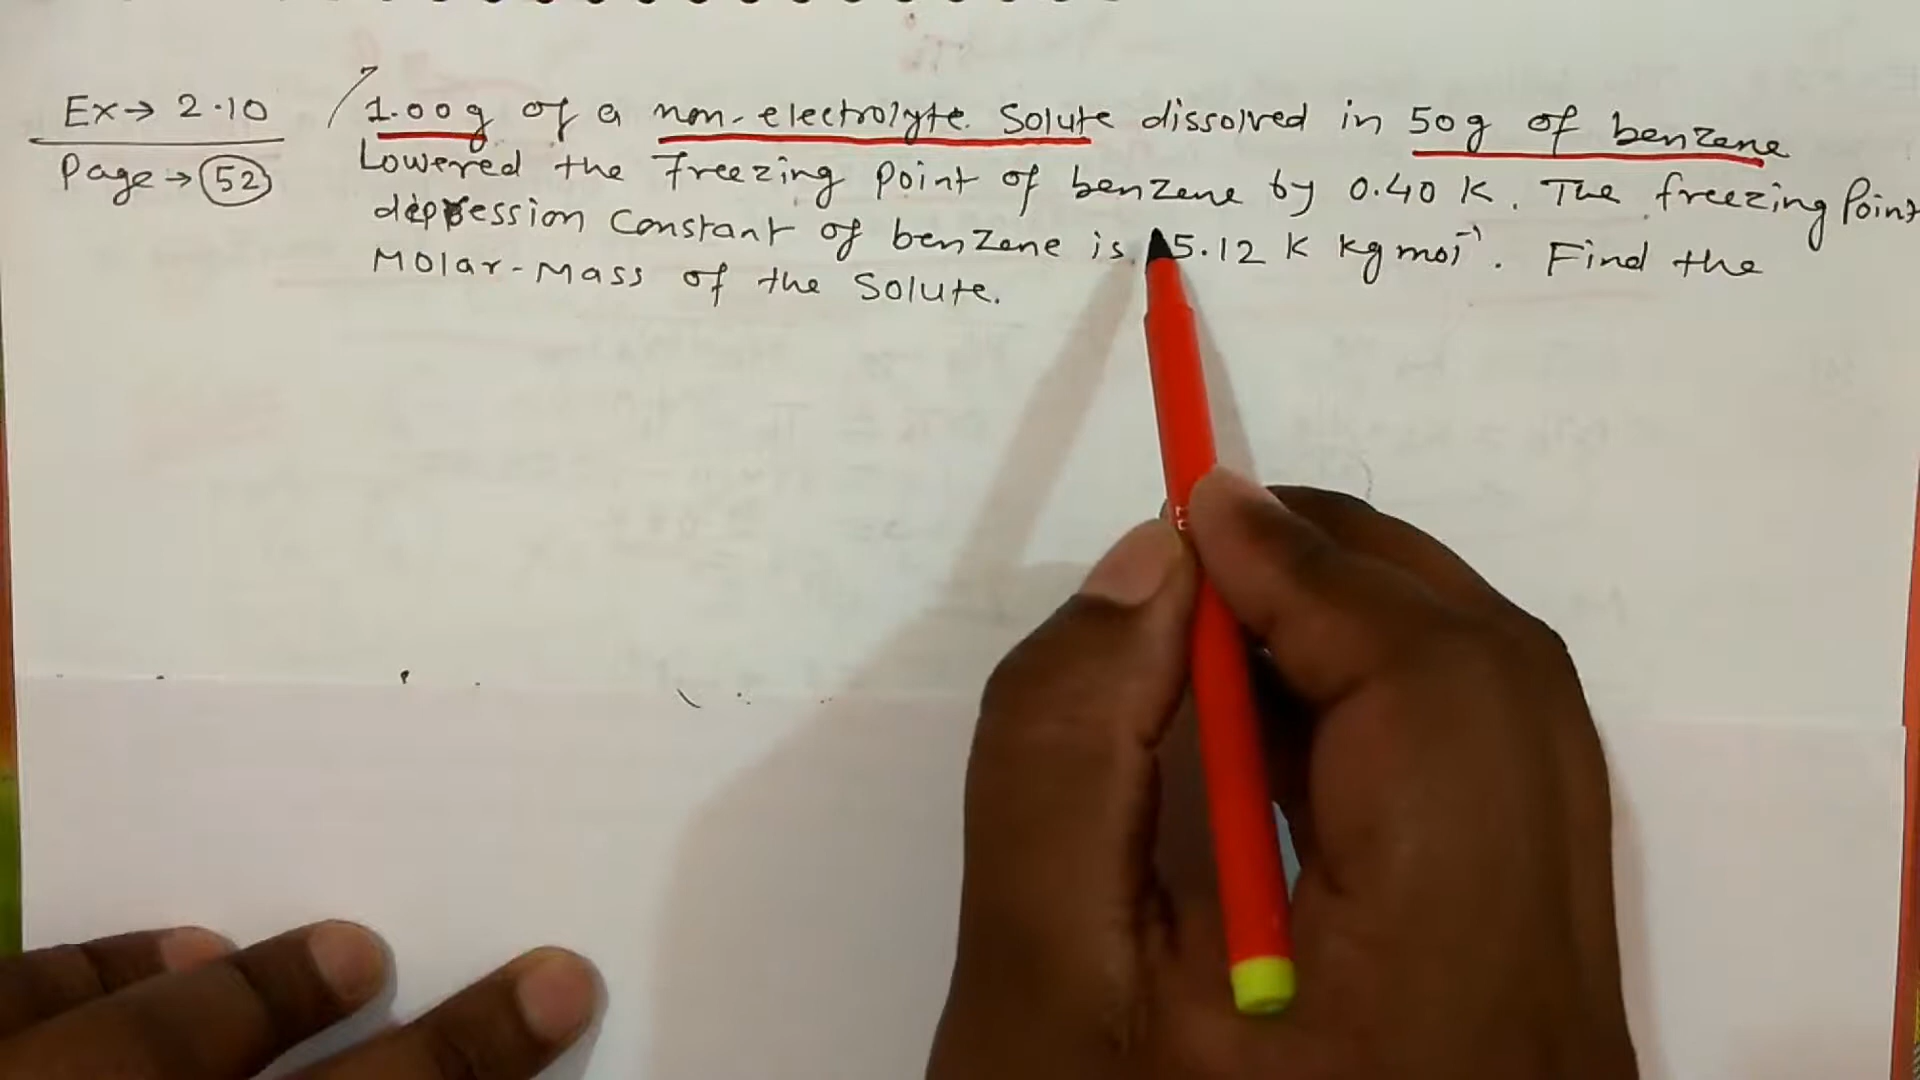 Ex→ 2.10
Page→ 52
1.00g of a non-electrolyte Solute dissolved in 50g of benzene
Lowered the freezing Point of benzene by 0.40 K. The freezing Point
depression Constant of benzene is 5.12 K kg mol⁻¹. Find the
Molar-Mass of the Solute.